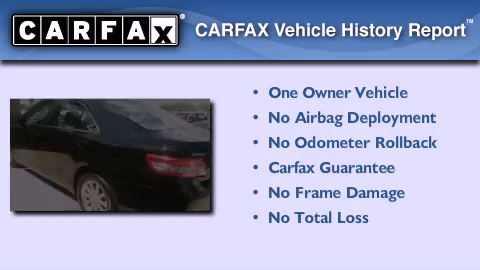 CARFAX®
CARFAX Vehicle History Report™
• One Owner Vehicle
• No Airbag Deployment
• No Odometer Rollback
• Carfax Guarantee
• No Frame Damage
• No Total Loss